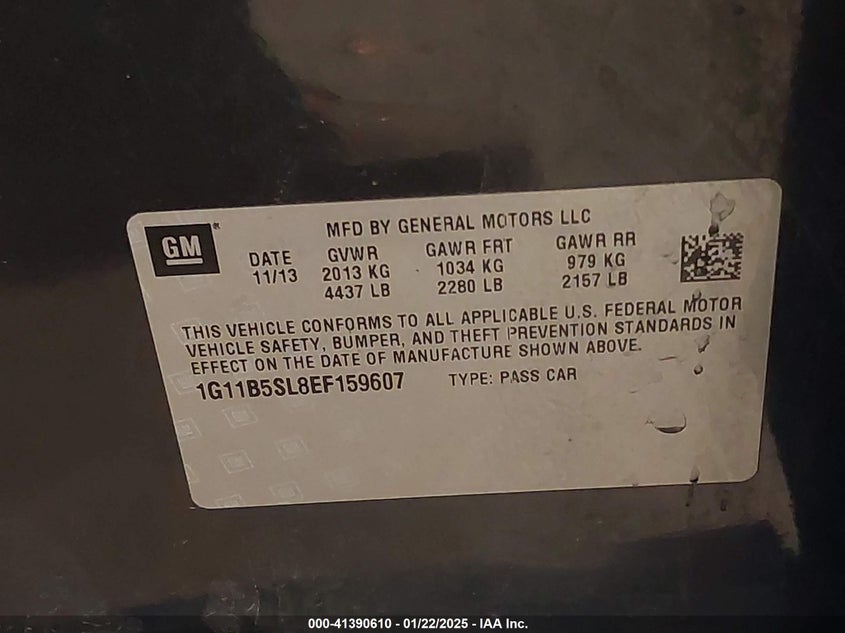 MFD BY GENERAL MOTORS LLC
GM
DATE GVWR GAWR FRT GAWR RR
11/13 2013 KG 1034 KG 979 KG
4437 LB 2280 LB 2157 LB
THIS VEHICLE CONFORMS TO ALL APPLICABLE U.S. FEDERAL MOTOR
VEHICLE SAFETY, BUMPER, AND THEFT PREVENTION STANDARDS IN
EFFECT ON THE DATE OF MANUFACTURE SHOWN ABOVE.
1G11B5SL8EF159607 TYPE: PASS CAR
000-41390610 - 01/22/2025 - IAA Inc.